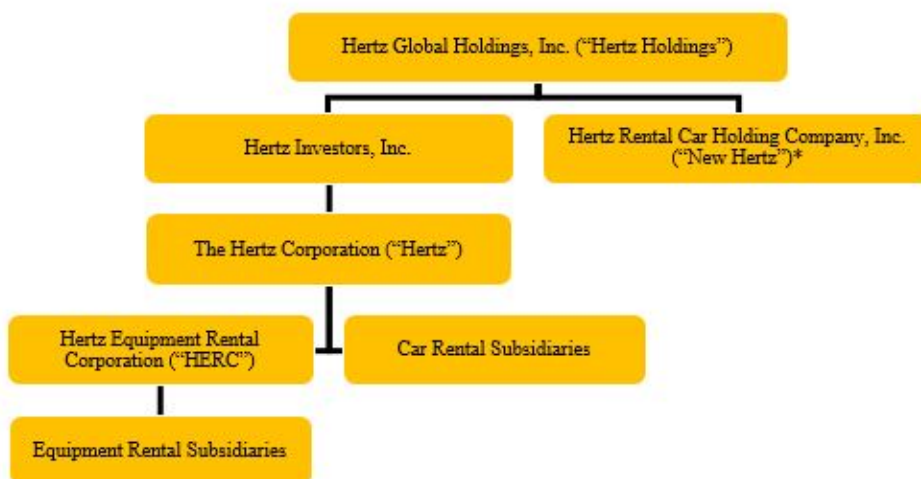 Hertz Global Holdings, Inc. (“Hertz Holdings”)
Hertz Investors, Inc.
Hertz Rental Car Holding Company, Inc.
(“New Hertz”)*
The Hertz Corporation (“Hertz”)
Hertz Equipment Rental
Corporation (“HERC”)
Car Rental Subsidiaries
Equipment Rental Subsidiaries